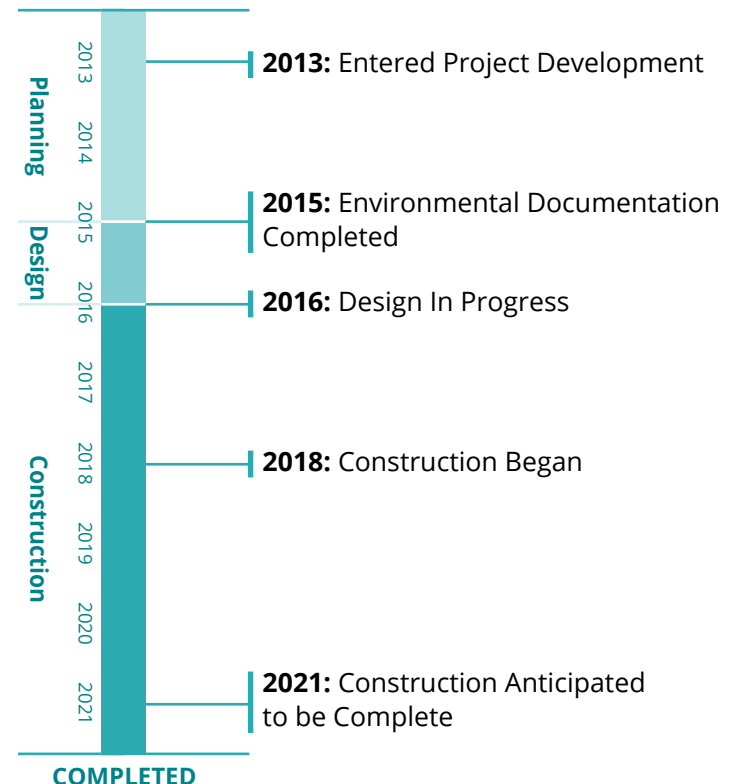 Planning
Design
Construction
2013
2014
2015
2016
2017
2018
2019
2020
2021
2013: Entered Project Development
2015: Environmental Documentation
Completed
2016: Design In Progress
2018: Construction Began
2021: Construction Anticipated
to be Complete
COMPLETED